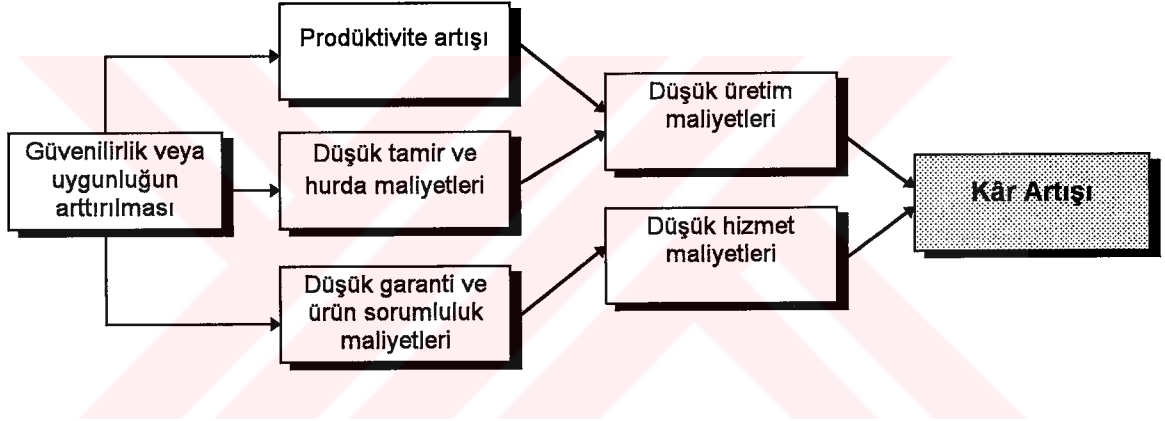 Prodüktivite artışı
Düşük üretim
maliyetleri
Güvenilirlik veya
uygunluğun
arttırılması
Düşük tamir ve
hurda maliyetleri
Kâr Artışı
Düşük hizmet
maliyetleri
Düşük garanti ve
ürün sorumluluk
maliyetleri